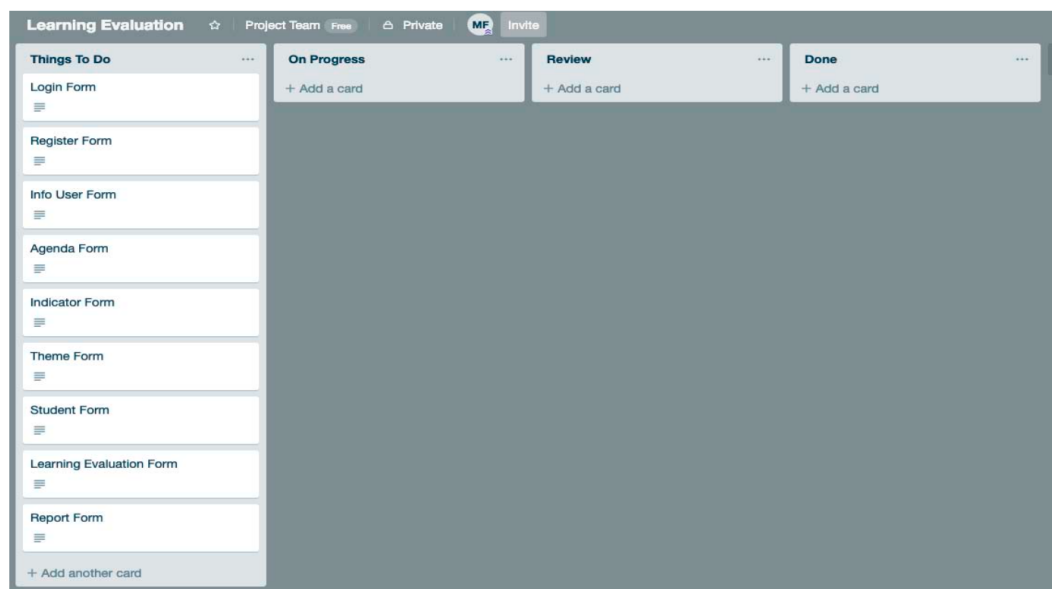 Learning Evaluation Project Team Free Private MF Invite
Things To Do
Login Form
Register Form
Info User Form
Agenda Form
Indicator Form
Theme Form
Student Form
Learning Evaluation Form
Report Form
+ Add another card
On Progress
+ Add a card
Review
+ Add a card
Done
+ Add a card